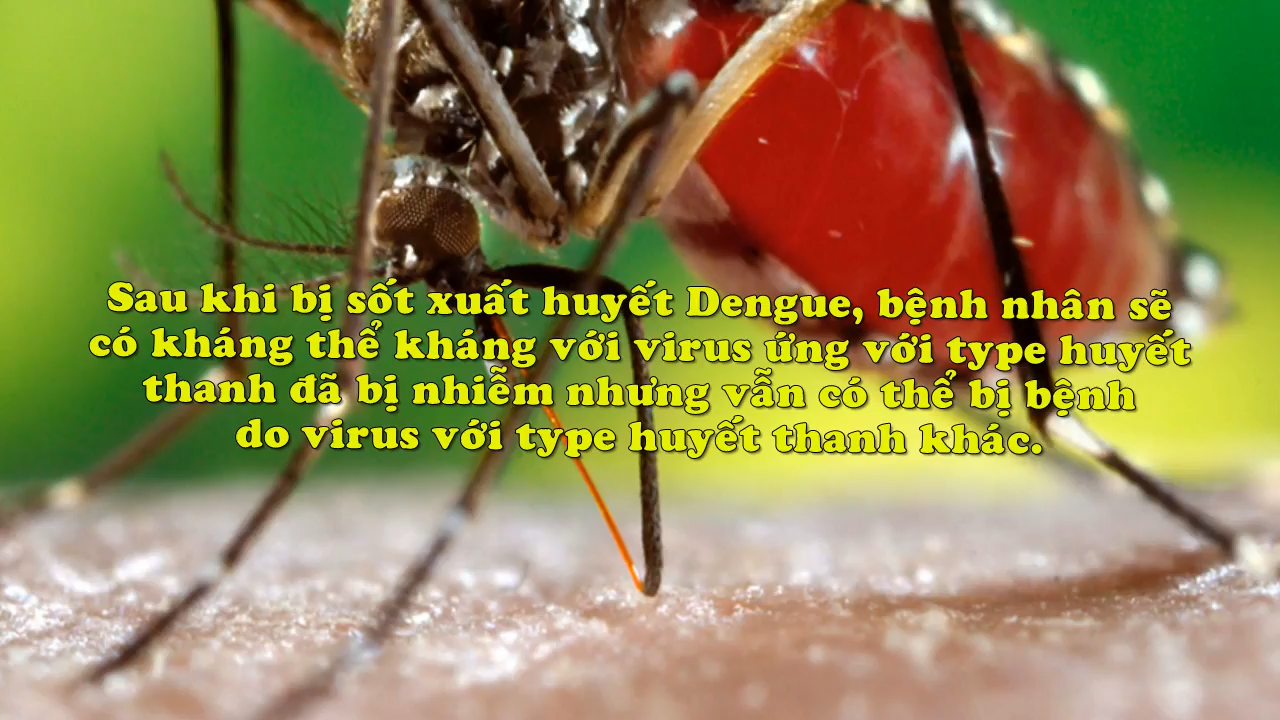 Sau khi bị sốt xuất huyết Dengue, bệnh nhân sẽ
có kháng thể kháng với virus ứng với type huyết
thanh đã bị nhiễm nhưng vẫn có thể bị bệnh
do virus với type huyết thanh khác.